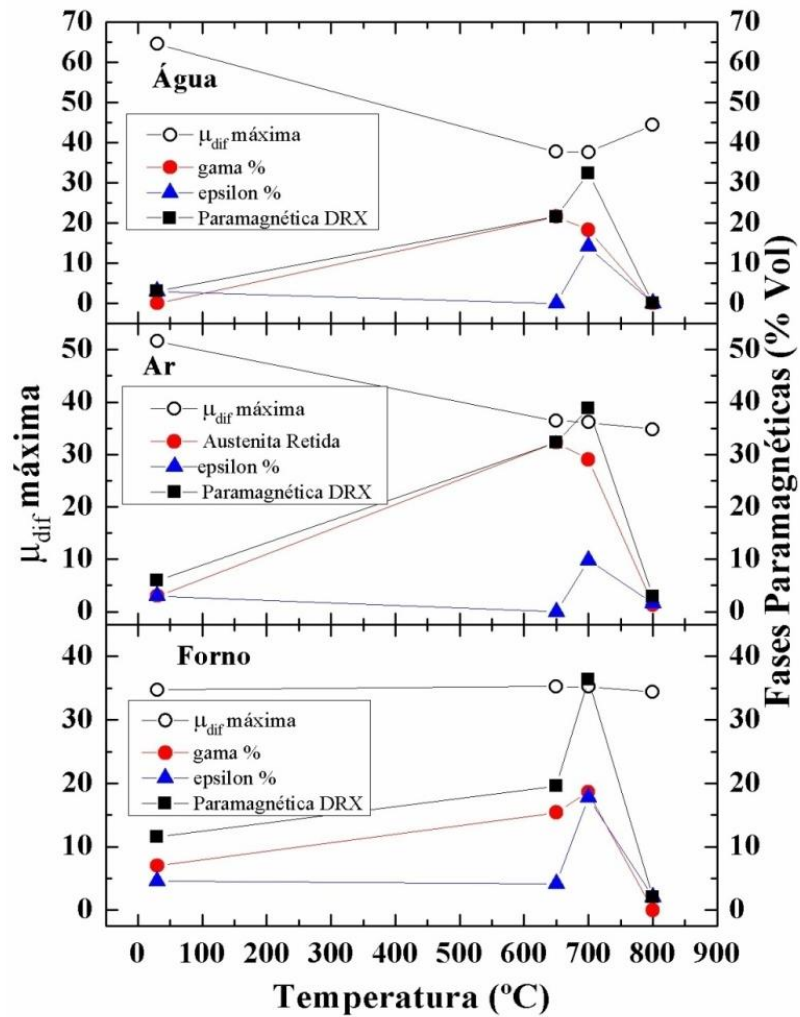 70
60
50
40
30
20
10
0
Água
μdif máxima
gama %
epsilon %
Paramagnética DRX
70
60
50
40
30
20
10
0
50
40
30
20
10
0
Ar
μdif máxima
Austenita Retida
epsilon %
Paramagnética DRX
50
40
30
20
10
0
40
30
20
10
0
Forno
μdif máxima
gama %
epsilon %
Paramagnética DRX
40
30
20
10
0
μdif máxima
Fases Paramagnéticas (% Vol)
0 100 200 300 400 500 600 700 800 900
Temperatura (ºC)